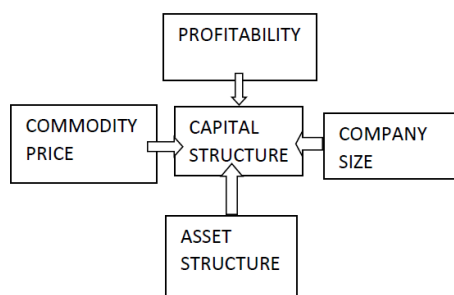 PROFITABILITY
COMMODITY
PRICE
CAPITAL
STRUCTURE
COMPANY
SIZE
ASSET
STRUCTURE